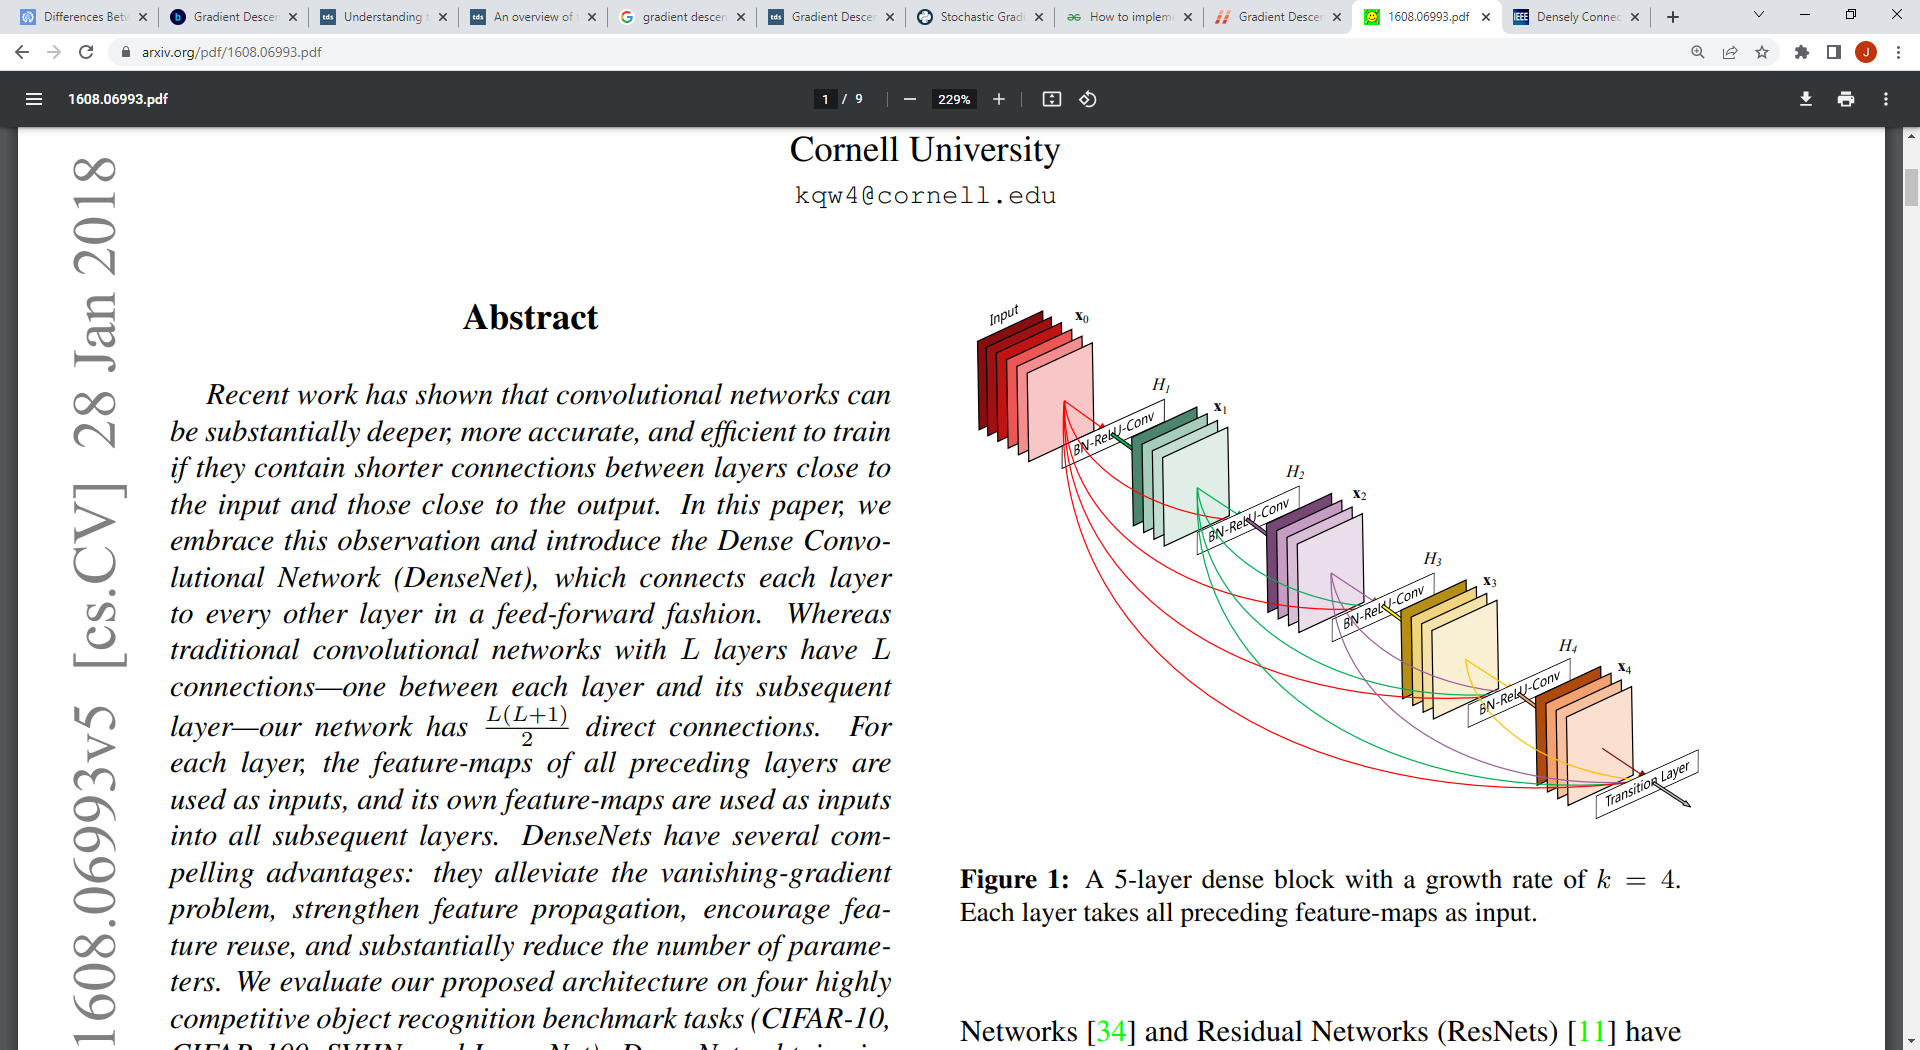 Differences Betw
Gradient Descen
Understanding
An overview of
gradient descen
Gradient Descen
Stochastic Gradi
How to implem
Gradient Descen
1608.06993.pdf
Densely Connec
arxiv.org/pdf/1608.06993.pdf
J
1608.06993.pdf
1 / 9
229%
Cornell University
kqw4@cornell.edu
1608.06993v5 [cs.CV] 28 Jan 2018
Abstract
Recent work has shown that convolutional networks can
be substantially deeper, more accurate, and efficient to train
if they contain shorter connections between layers close to
the input and those close to the output. In this paper, we
embrace this observation and introduce the Dense Convo-
lutional Network (DenseNet), which connects each layer
to every other layer in a feed-forward fashion. Whereas
traditional convolutional networks with L layers have L
connections—one between each layer and its subsequent
layer—our network has L(L+1)/2 direct connections. For
each layer, the feature-maps of all preceding layers are
used as inputs, and its own feature-maps are used as inputs
into all subsequent layers. DenseNets have several com-
pelling advantages: they alleviate the vanishing-gradient
problem, strengthen feature propagation, encourage fea-
ture reuse, and substantially reduce the number of parame-
ters. We evaluate our proposed architecture on four highly
competitive object recognition benchmark tasks (CIFAR-10,
Input
x0
H1
BN-ReLU-Conv
x1
H2
BN-ReLU-Conv
x2
H3
BN-ReLU-Conv
x3
H4
BN-ReLU-Conv
x4
Transition Layer
Figure 1: A 5-layer dense block with a growth rate of k = 4.
Each layer takes all preceding feature-maps as input.
Networks [34] and Residual Networks (ResNets) [11] have